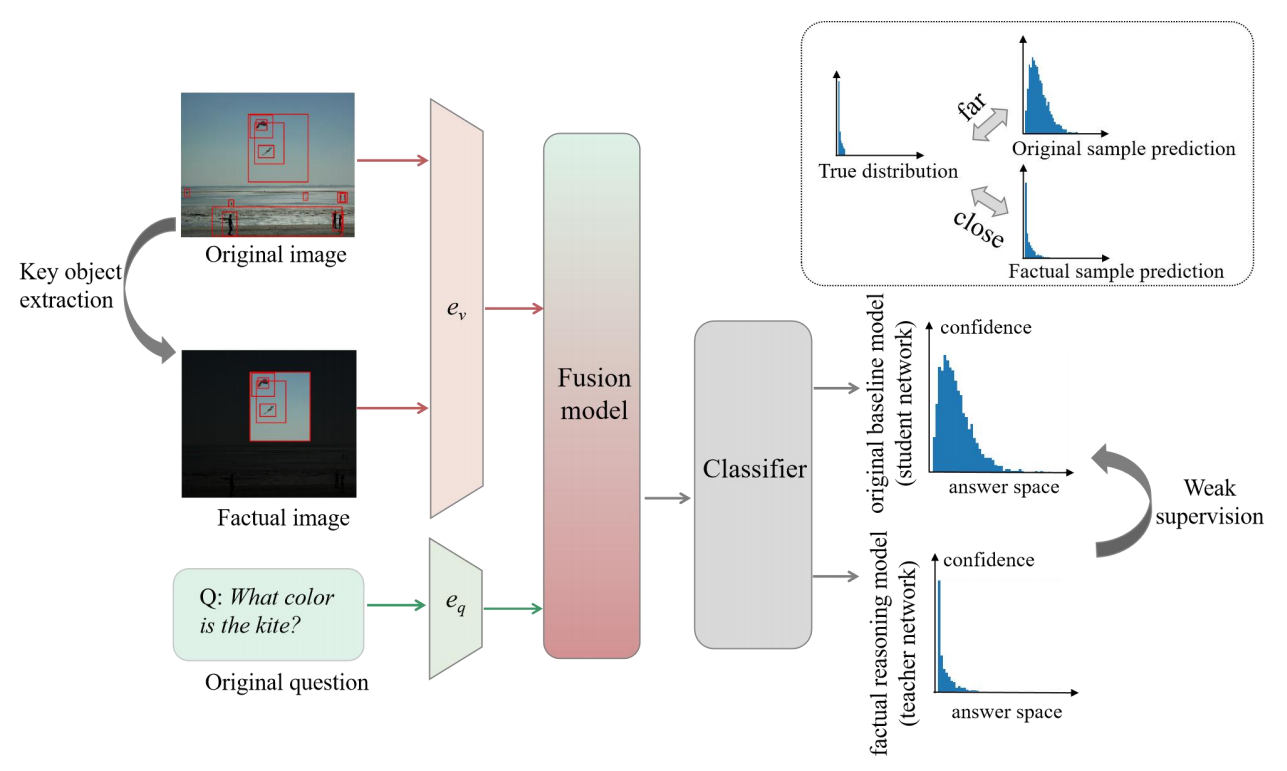 Original image
Key object
extraction
Factual image
Q: What color
is the kite?
Original question
e_v
e_q
Fusion
model
Classifier
far
close
True distribution
Original sample prediction
Factual sample prediction
original baseline model
(student network)
confidence
answer space
factual reasoning model
(teacher network)
confidence
answer space
Weak
supervision